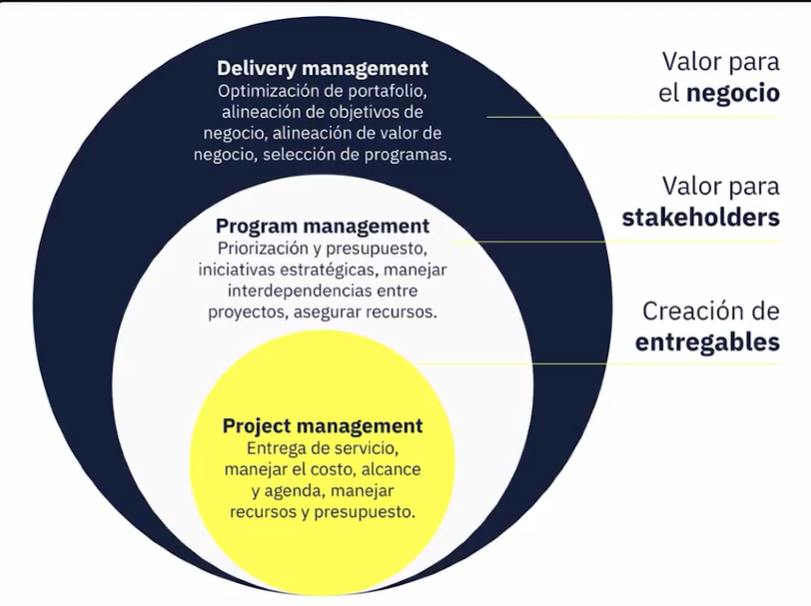 Delivery management
Optimización de portafolio,
alineación de objetivos de
negocio, alineación de valor de
negocio, selección de programas.
Valor para
el negocio
Program management
Priorización y presupuesto,
iniciativas estratégicas, manejar
interdependencias entre
proyectos, asegurar recursos.
Valor para
stakeholders
Project management
Entrega de servicio,
manejar el costo, alcance
y agenda, manejar
recursos y presupuesto.
Creación de
entregables